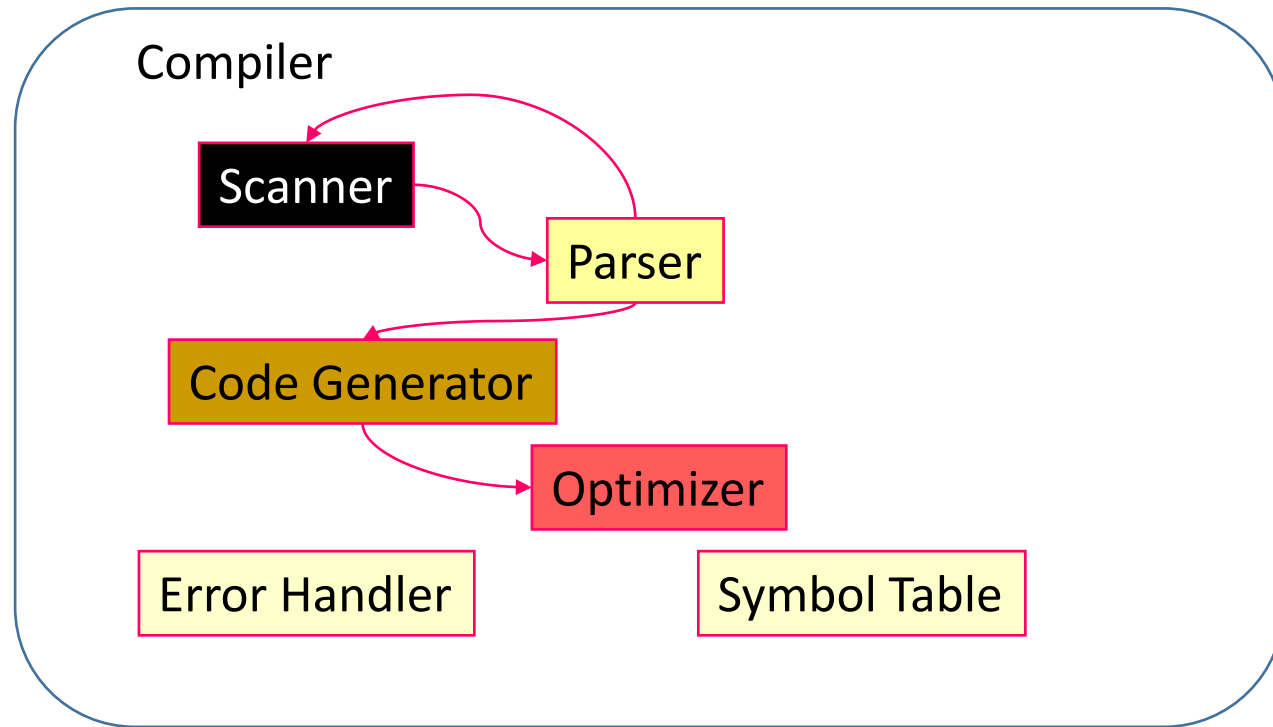 Compiler
Scanner
Parser
Code Generator
Optimizer
Error Handler
Symbol Table